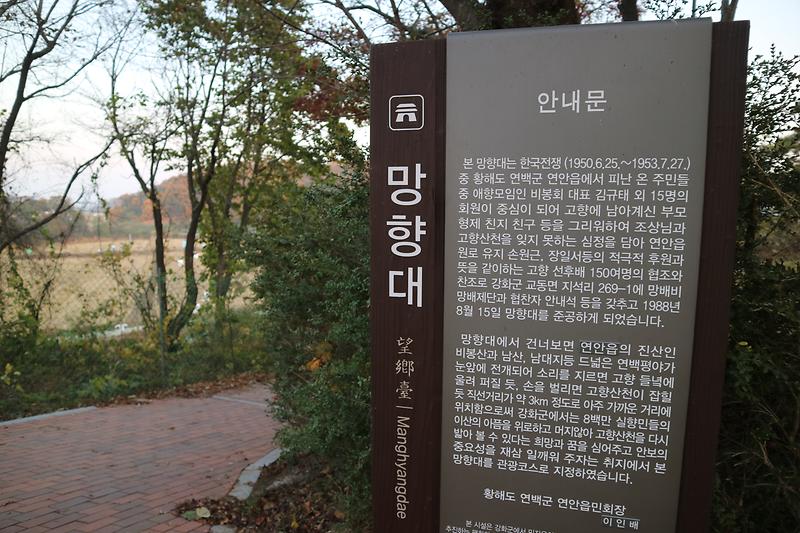 망향대
望鄕臺 | Manghyangdae
안내문
본 망향대는 한국전쟁 (1950.6.25.~1953.7.27.)
중 황해도 연백군 연안읍에서 피난 온 주민들
중 애향모임인 비봉회 대표 김규태 외 15명의
회원이 중심이 되어 고향에 남아계신 부모
형제 친지 친구 등을 그리워하여 조상님과
고향산천을 잊지 못하는 심정을 담아 연안읍
원로 유지 손원근, 장일서등의 적극적 후원과
뜻을 같이하는 고향 선후배 150여명의 협조와
찬조로 강화군 교동면 지석리 269-1에 망배비
망배제단과 협찬자 안내석 등을 갖추고 1988년
8월 15일 망향대를 준공하게 되었습니다.
망향대에서 건너보면 연안읍의 진산인
비봉산과 남산, 남대지등 드넓은 연백평야가
눈앞에 전개되어 소리를 지르면 고향 들녘에
울려 퍼질 듯, 손을 벌리면 고향산천이 잡힐
듯 직선거리가 약 3km 정도로 아주 가까운 거리에
위치함으로써 강화군에서는 8백만 실향민들의
이산의 아픔을 위로하고 머지않아 고향산천을 다시
밟아 볼 수 있다는 희망과 꿈을 심어주고 안보의
중요성을 재삼 일깨워 주자는 취지에서 본
망향대를 관광코스로 지정하였습니다.
황해도 연백군 연안읍민회장
이 인 배
본 시설은 강화군에서